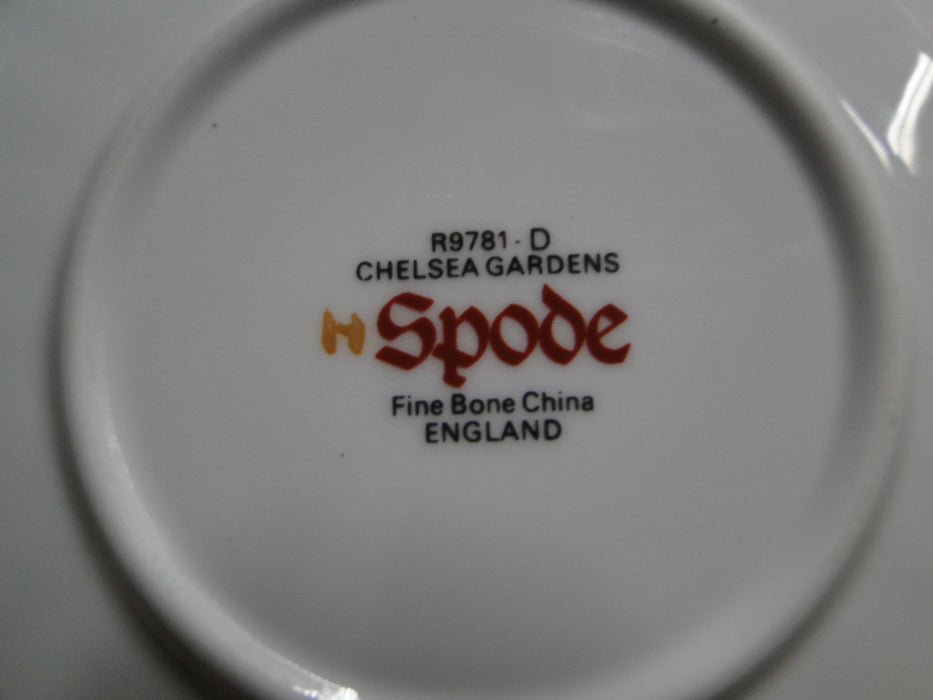 R9781 - D
CHELSEA GARDENS
H Spode
Fine Bone China
ENGLAND